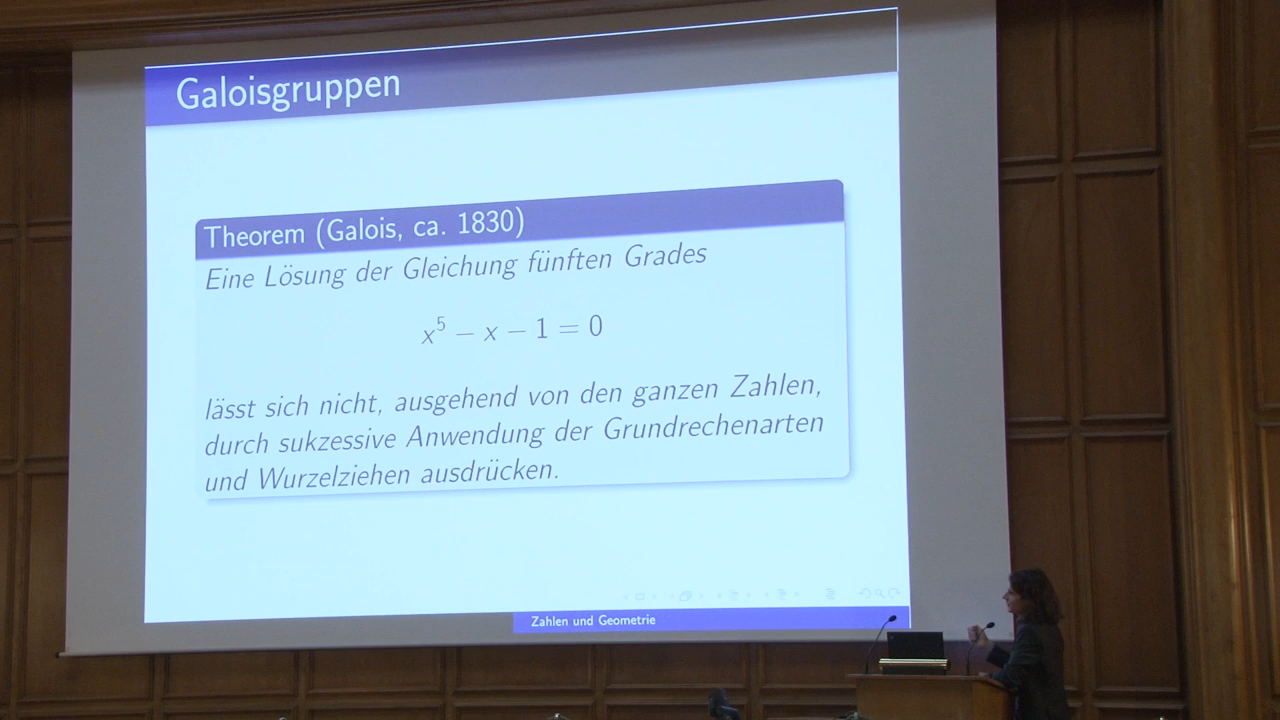 Galoisgruppen
Theorem (Galois, ca. 1830)
Eine Lösung der Gleichung fünften Grades
x⁵ − x − 1 = 0
lässt sich nicht, ausgehend von den ganzen Zahlen,
durch sukzessive Anwendung der Grundrechenarten
und Wurzelziehen ausdrücken.
Zahlen und Geometrie